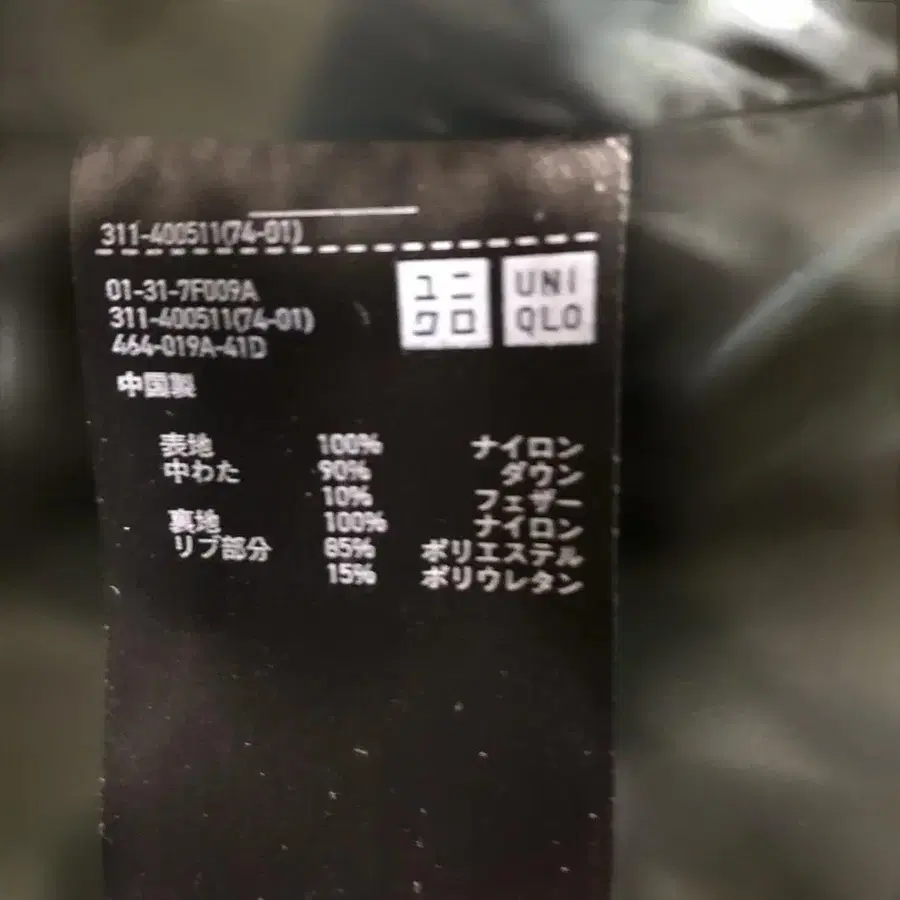 311-400511(74-01)
ユニ
クロ
UNI
QLO
01-31-7F009A
311-400511(74-01)
464-019A-41D
中国製
表地 100% ナイロン
中わた 90% ダウン
10% フェザー
裏地 100% ナイロン
リブ部分 85% ポリエステル
15% ポリウレタン